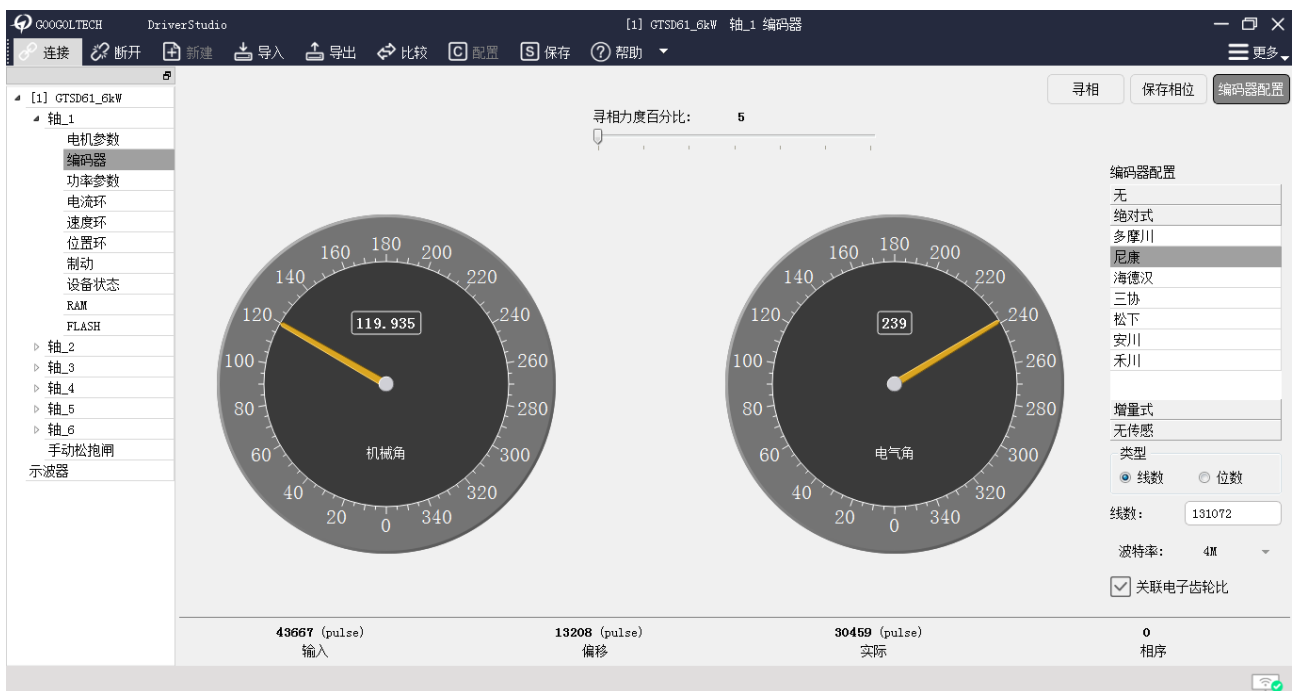 GOOGOLTECH DriverStudio [1] GTSD61_6kW 轴_1 编码器
连接 断开 新建 导入 导出 比较 C 配置 S 保存 帮助 更多
[1] GTSD61_6kW
轴_1
电机参数
编码器
功率参数
电流环
速度环
位置环
制动
设备状态
RAM
FLASH
轴_2
轴_3
轴_4
轴_5
轴_6
手动松抱闸
示波器
寻相 保存相位 编码器配置
寻相力度百分比: 5
0 20 40 60 80 100 120 140 160 180 200 220 240 260 280 300 320 340
119.935
机械角
0 20 40 60 80 100 120 140 160 180 200 220 240 260 280 300 320 340
239
电气角
编码器配置
无
绝对式
多摩川
尼康
海德汉
三协
松下
安川
禾川
增量式
无传感
类型
线数 位数
线数: 131072
波特率: 4M
关联电子齿轮比
43667 (pulse) 13208 (pulse) 30459 (pulse) 0
输入 偏移 实际 相序